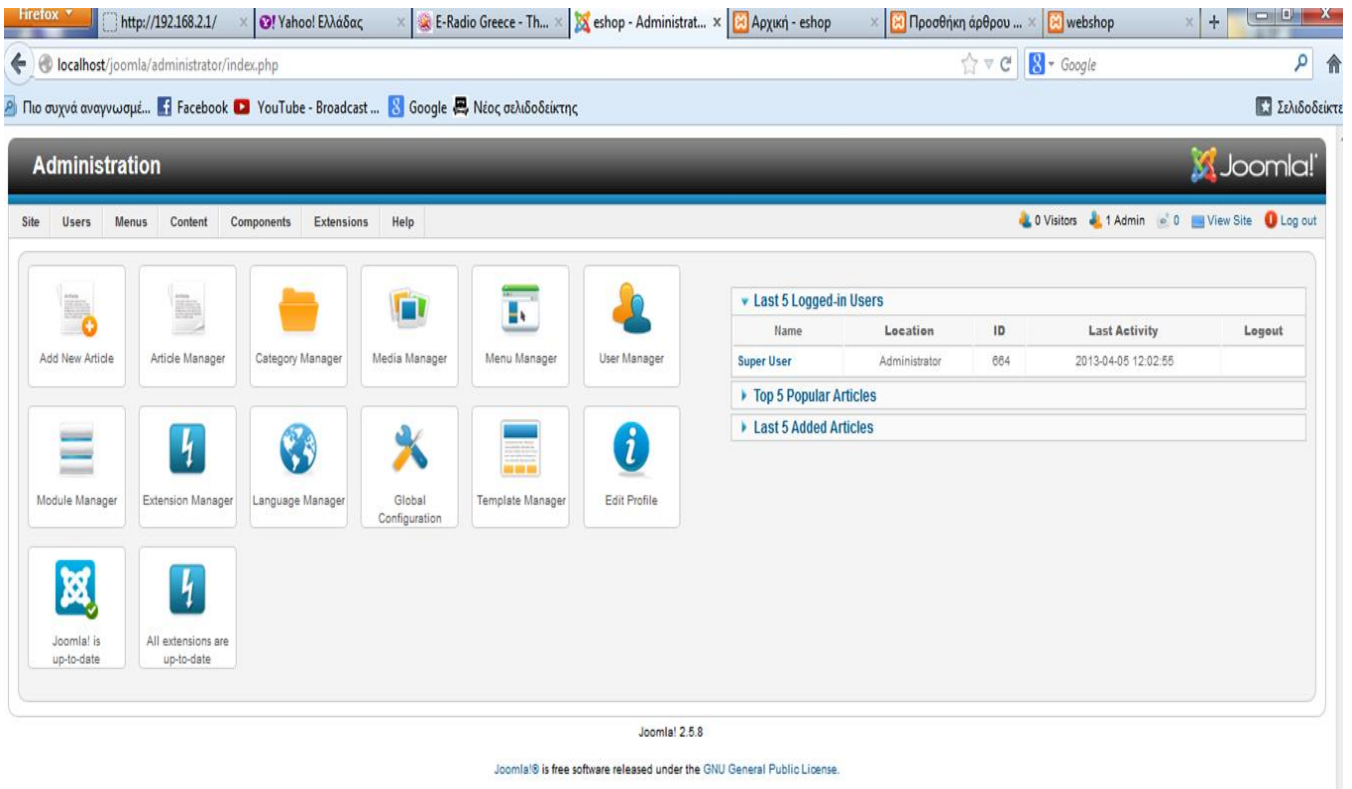 Firefox
http://192.168.2.1/
Yahoo! Ελλάδας
E-Radio Greece - Th...
eshop - Administrat...
Αρχική - eshop
Προσθήκη άρθρου ...
webshop
localhost/joomla/administrator/index.php
Google
Πιο συχνά αναγνωσμέ... Facebook YouTube - Broadcast ... Google Νέος σελιδοδείκτης
Σελιδοδείκτε
Administration
Joomla!
Site Users Menus Content Components Extensions Help
0 Visitors 1 Admin 0 View Site Log out
Add New Article
Article Manager
Category Manager
Media Manager
Menu Manager
User Manager
Module Manager
Extension Manager
Language Manager
Global
Configuration
Template Manager
Edit Profile
Joomla! is
up-to-date
All extensions are
up-to-date
Last 5 Logged-in Users
Name Location ID Last Activity Logout
Super User Administrator 664 2013-04-05 12:02:55
Top 5 Popular Articles
Last 5 Added Articles
Joomla! 2.5.8
Joomla!® is free software released under the GNU General Public License.